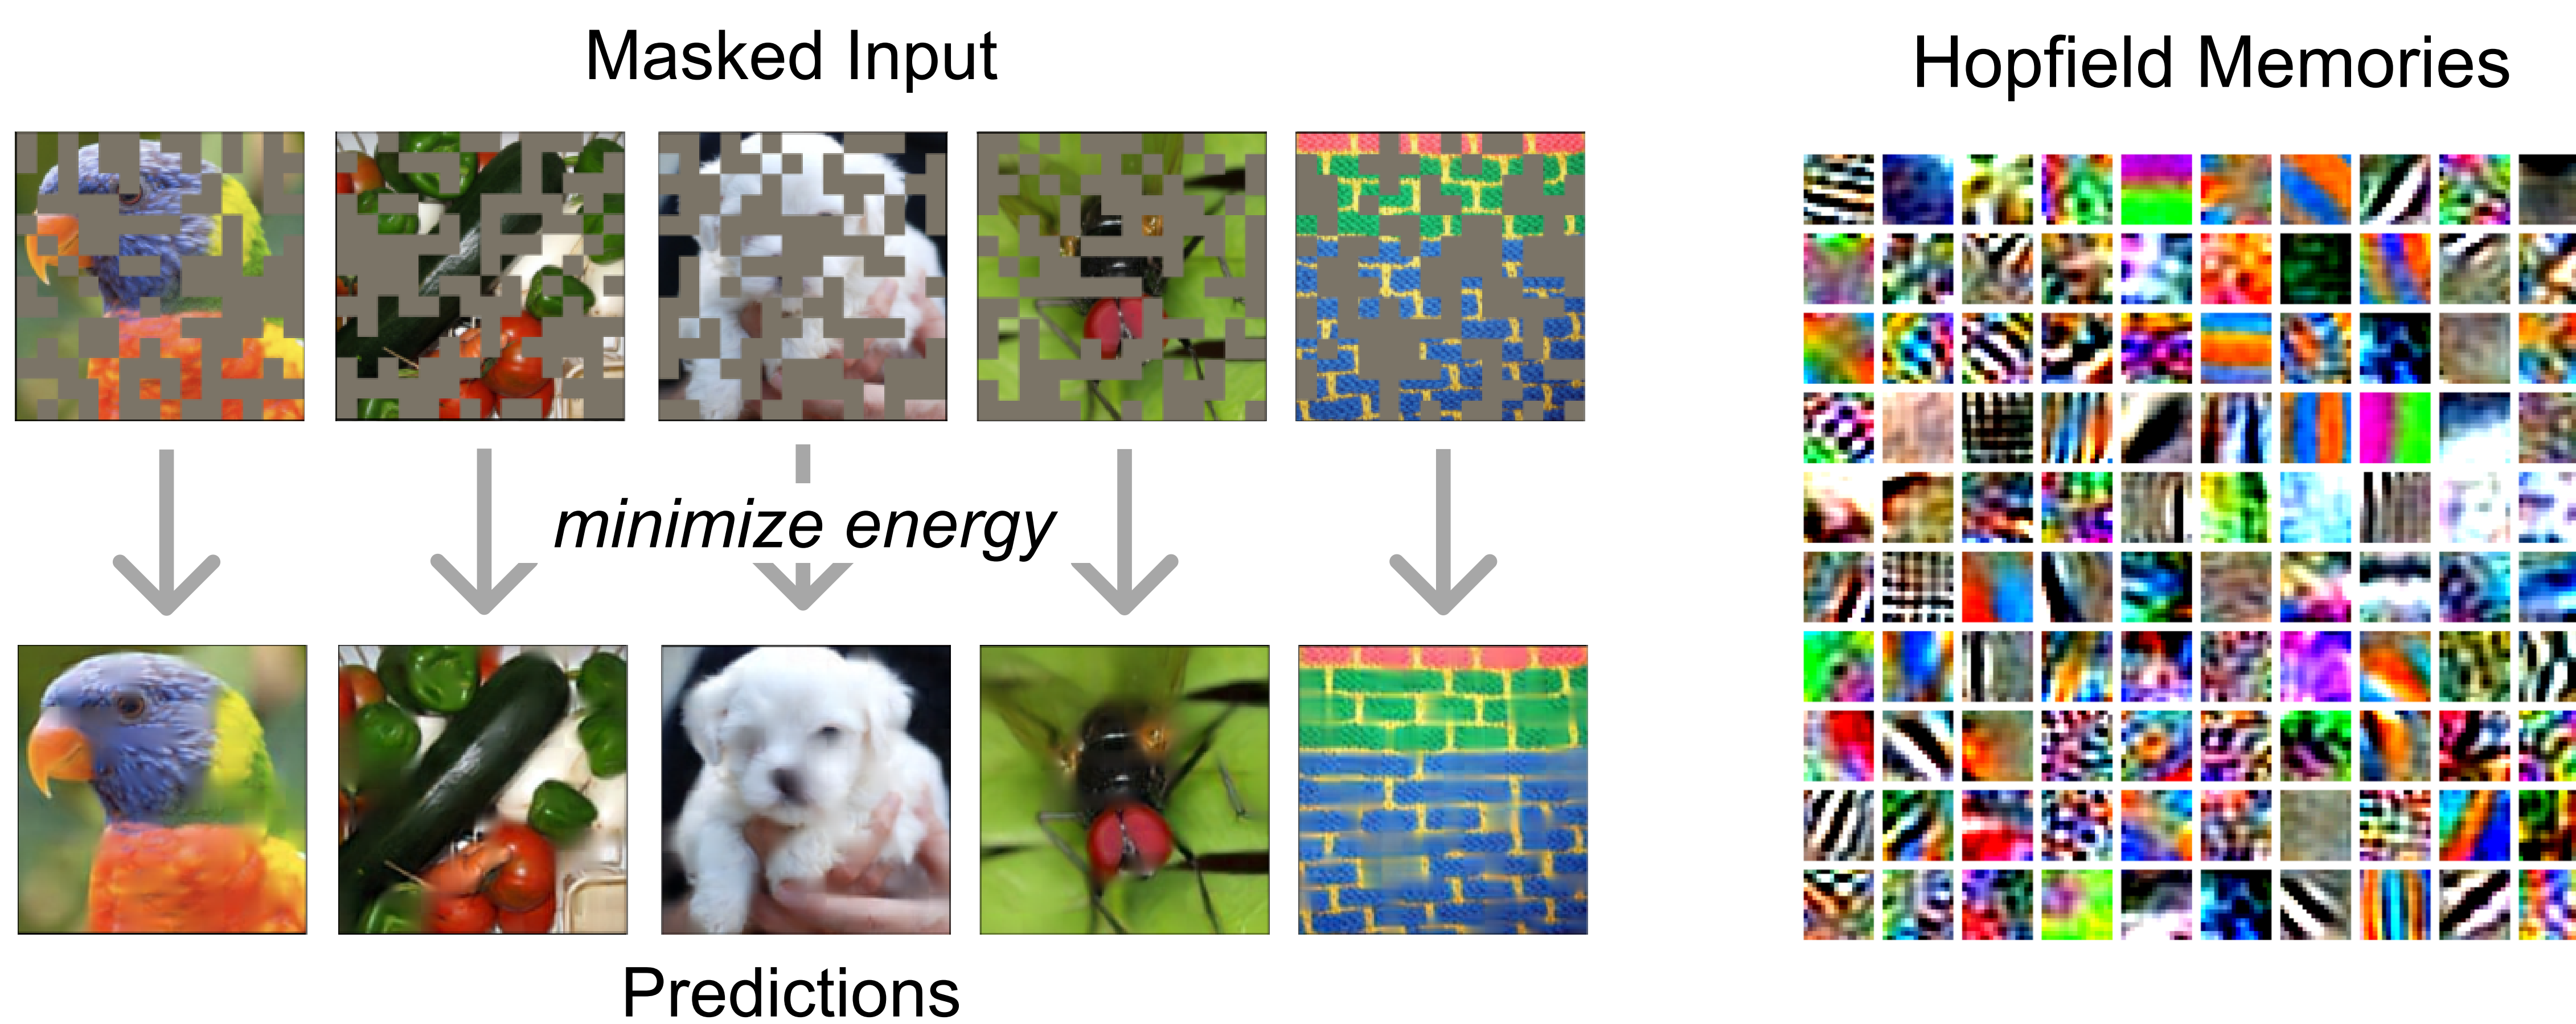 Masked Input
Hopfield Memories
minimize energy
Predictions